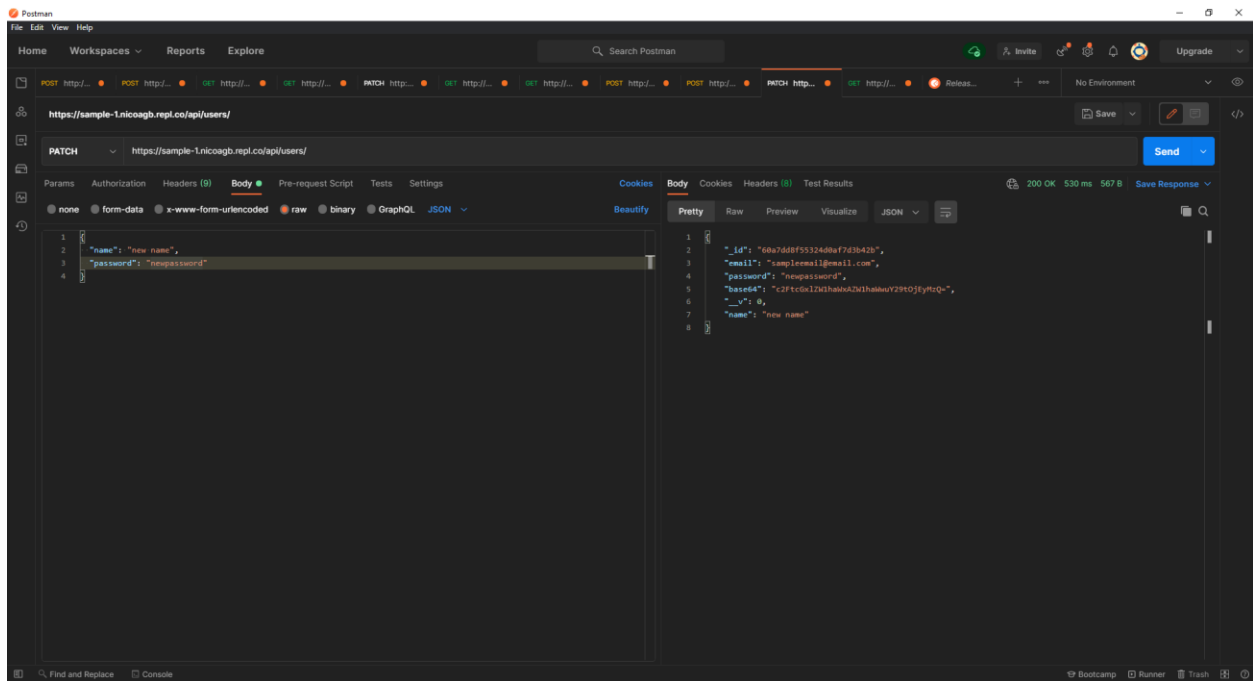 Postman
File Edit View Help
Home Workspaces Reports Explore Search Postman Invite Upgrade
POST http:/... POST http:/... GET http://... GET http://... PATCH http:... GET http://... GET http://... POST http:/... POST http:/... PATCH http... GET http://... Releas... + No Environment
https://sample-1.nicoagb.repl.co/api/users/ Save
PATCH https://sample-1.nicoagb.repl.co/api/users/ Send
Params Authorization Headers (9) Body Pre-request Script Tests Settings Cookies
none form-data x-www-form-urlencoded raw binary GraphQL JSON Beautify
1 {
2 "name": "new name",
3 "password": "newpassword"
4 }
Body Cookies Headers (8) Test Results 200 OK 530 ms 567 B Save Response
Pretty Raw Preview Visualize JSON
1 {
2 "_id": "60a7dd8f55324d0af7d3b42b",
3 "email": "sampleemail@email.com",
4 "password": "newpassword",
5 "base64":
6 "__v": 0,
7 "name": "new name"
8 }
Find and Replace Console Bootcamp Runner Trash